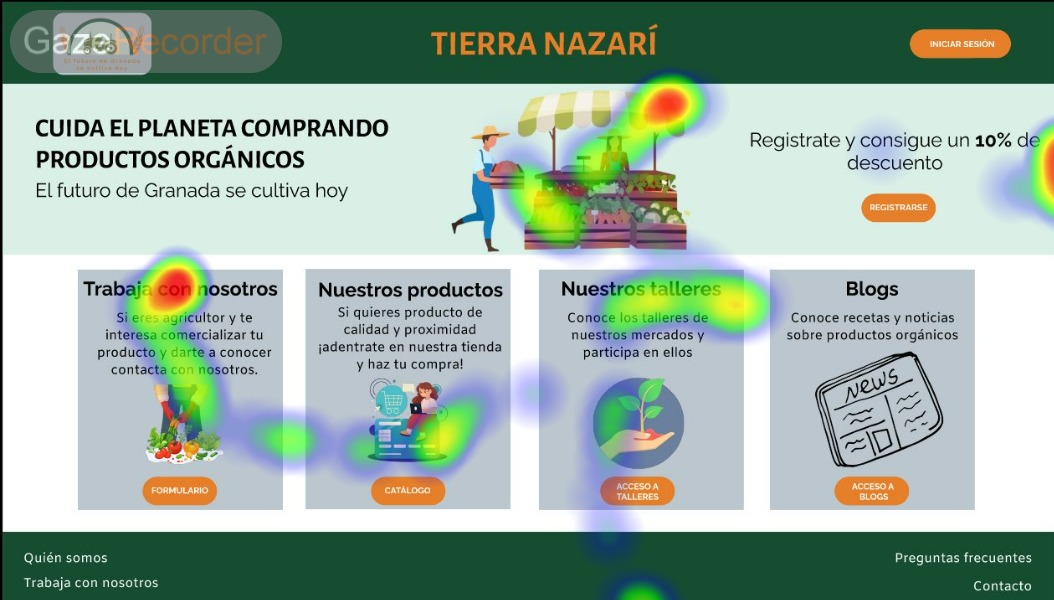 GazeRecorder
El futuro de Granada
se cultiva hoy
TIERRA NAZARÍ
INICIAR SESIÓN
CUIDA EL PLANETA COMPRANDO
PRODUCTOS ORGÁNICOS
El futuro de Granada se cultiva hoy
Registrate y consigue un 10% de
descuento
REGISTRARSE
Trabaja con nosotros
Si eres agricultor y te
interesa comercializar tu
producto y darte a conocer
contacta con nosotros.
FORMULARIO
Nuestros productos
Si quieres producto de
calidad y proximidad
¡adentrate en nuestra tienda
y haz tu compra!
CATÁLOGO
Nuestros talleres
Conoce los talleres de
nuestros mercados y
participa en ellos
ACCESO A
TALLERES
Blogs
Conoce recetas y noticias
sobre productos orgánicos
NEWS
ACCESO A
BLOGS
Quién somos
Trabaja con nosotros
Preguntas frecuentes
Contacto